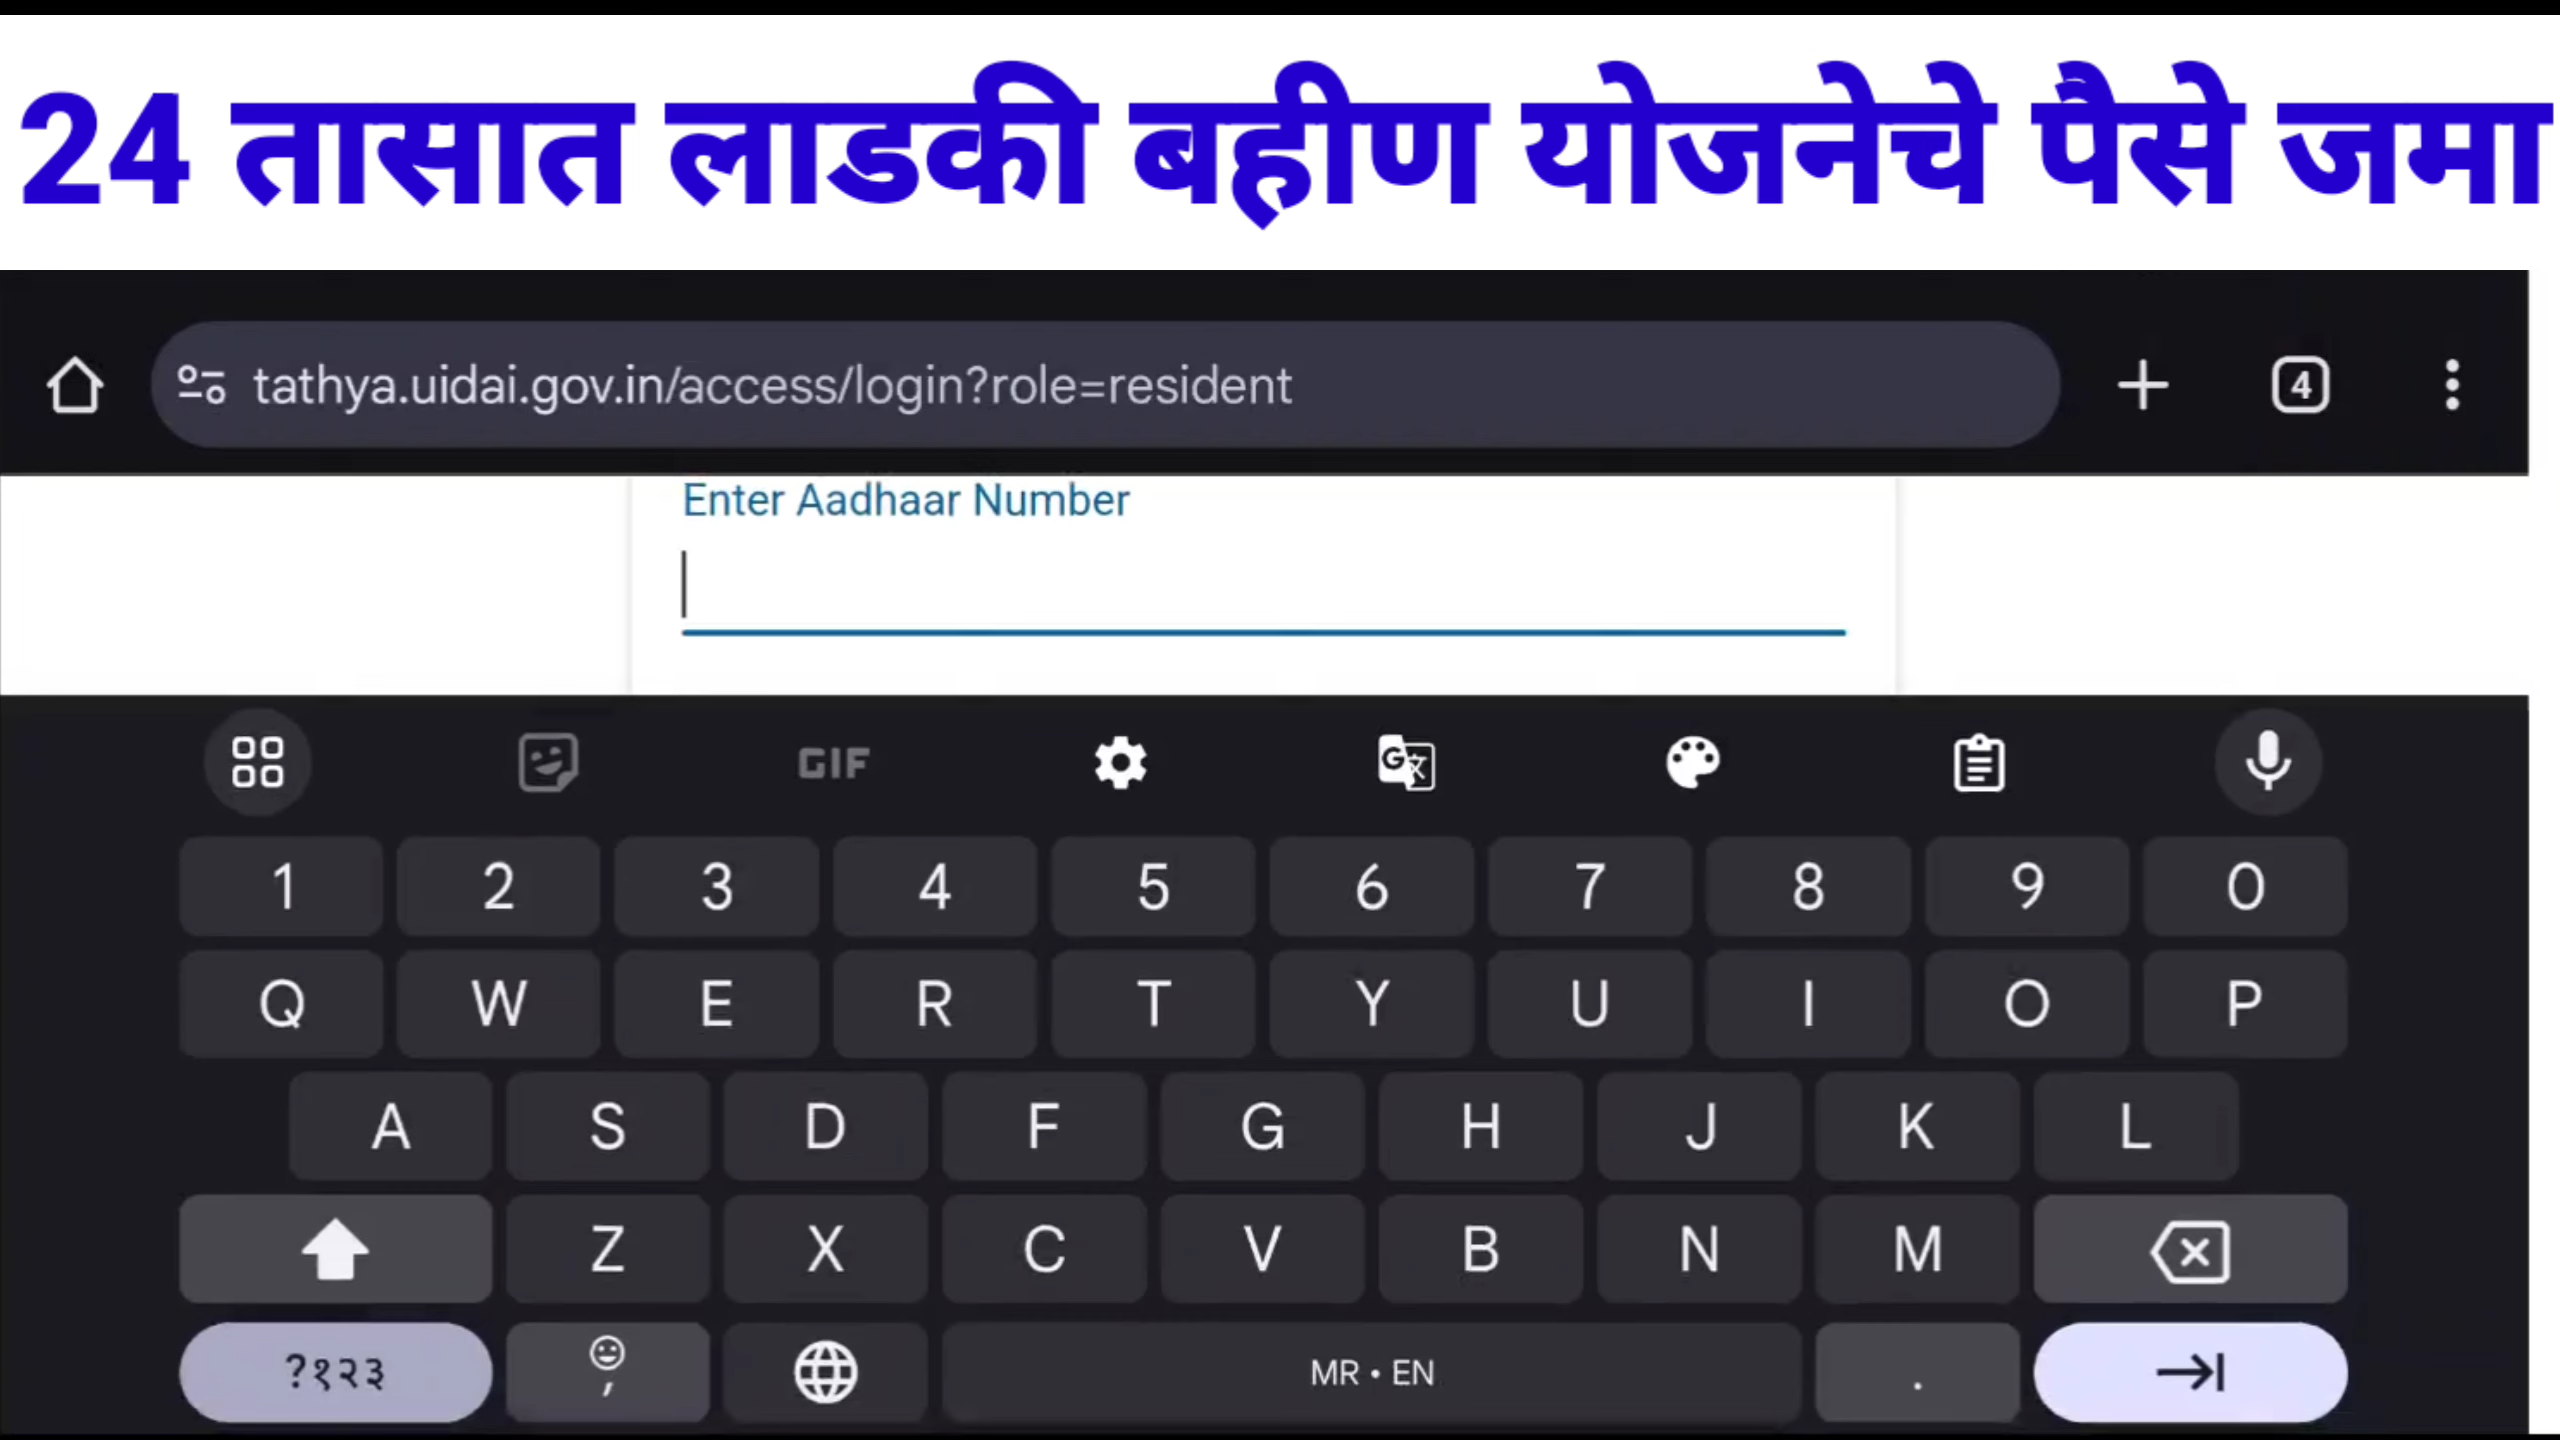 24 तासात लाडकी बहीण योजनेचे पैसे जमा
tathya.uidai.gov.in/access/login?role=resident
4
Enter Aadhaar Number
GIF
G
1 2 3 4 5 6 7 8 9 0
Q W E R T Y U I O P
A S D F G H J K L
Z X C V B N M
?१२३ , MR • EN .